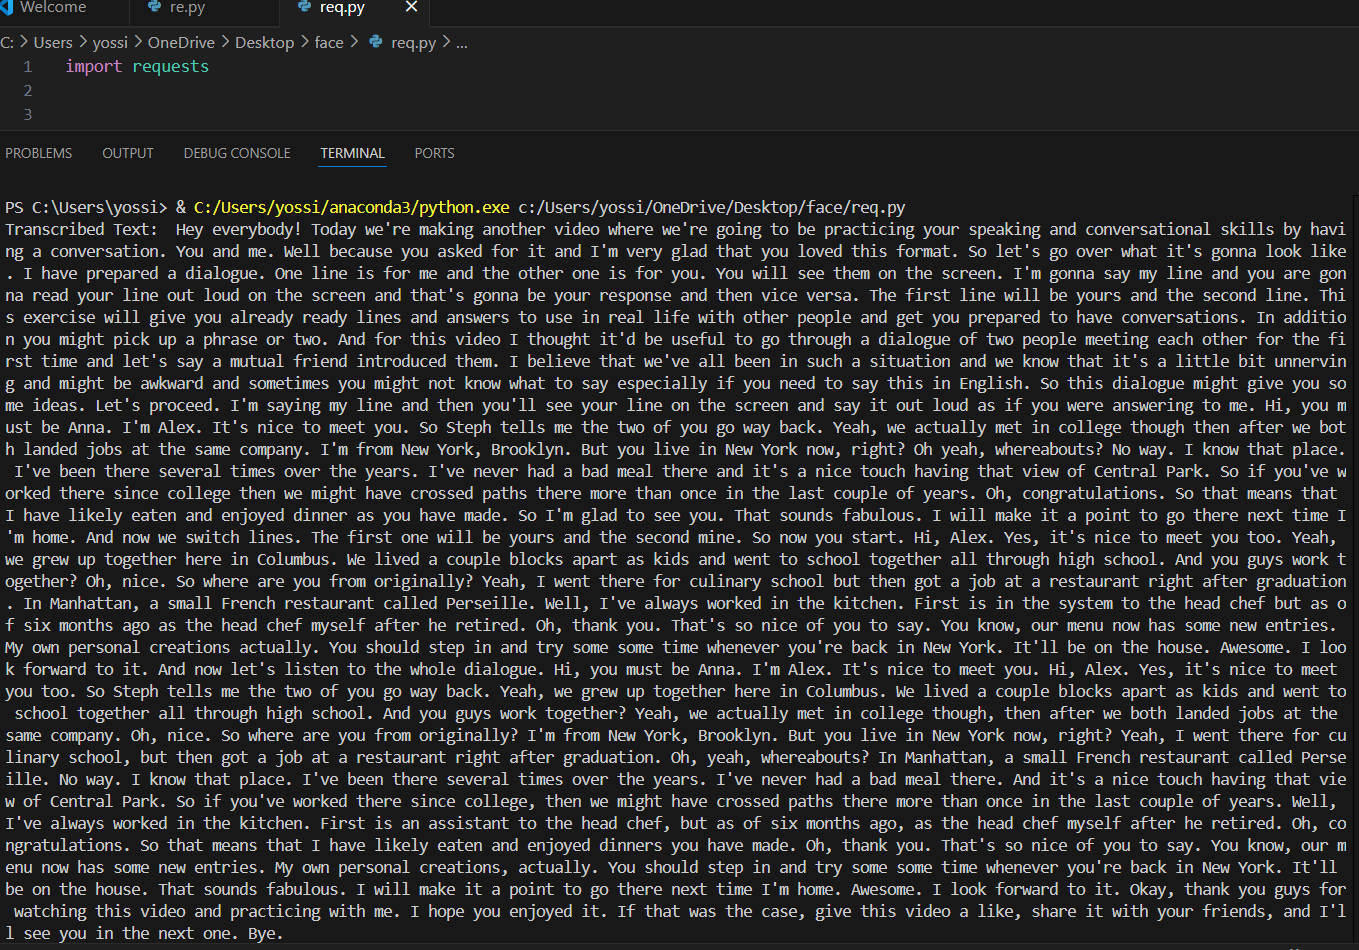 Welcome re.py req.py
C: > Users > yossi > OneDrive > Desktop > face > req.py > ...
1 import requests
2
3
PROBLEMS OUTPUT DEBUG CONSOLE TERMINAL PORTS
PS C:\Users\yossi> & C:/Users/yossi/anaconda3/python.exe c:/Users/yossi/OneDrive/Desktop/face/req.py
Transcribed Text:  Hey everybody! Today we're making another video where we're going to be practicing your speaking and conversational skills by havi
ng a conversation. You and me. Well because you asked for it and I'm very glad that you loved this format. So let's go over what it's gonna look like
. I have prepared a dialogue. One line is for me and the other one is for you. You will see them on the screen. I'm gonna say my line and you are gon
na read your line out loud on the screen and that's gonna be your response and then vice versa. The first line will be yours and the second line. Thi
s exercise will give you already ready lines and answers to use in real life with other people and get you prepared to have conversations. In additio
n you might pick up a phrase or two. And for this video I thought it'd be useful to go through a dialogue of two people meeting each other for the fi
rst time and let's say a mutual friend introduced them. I believe that we've all been in such a situation and we know that it's a little bit unnervin
g and might be awkward and sometimes you might not know what to say especially if you need to say this in English. So this dialogue might give you so
me ideas. Let's proceed. I'm saying my line and then you'll see your line on the screen and say it out loud as if you were answering to me. Hi, you m
ust be Anna. I'm Alex. It's nice to meet you. So Steph tells me the two of you go way back. Yeah, we actually met in college though then after we bot
h landed jobs at the same company. I'm from New York, Brooklyn. But you live in New York now, right? Oh yeah, whereabouts? No way. I know that place.
 I've been there several times over the years. I've never had a bad meal there and it's a nice touch having that view of Central Park. So if you've w
orked there since college then we might have crossed paths there more than once in the last couple of years. Oh, congratulations. So that means that
I have likely eaten and enjoyed dinner as you have made. So I'm glad to see you. That sounds fabulous. I will make it a point to go there next time I
'm home. And now we switch lines. The first one will be yours and the second mine. So now you start. Hi, Alex. Yes, it's nice to meet you too. Yeah,
we grew up together here in Columbus. We lived a couple blocks apart as kids and went to school together all through high school. And you guys work t
ogether? Oh, nice. So where are you from originally? Yeah, I went there for culinary school but then got a job at a restaurant right after graduation
. In Manhattan, a small French restaurant called Perseille. Well, I've always worked in the kitchen. First is in the system to the head chef but as o
f six months ago as the head chef myself after he retired. Oh, thank you. That's so nice of you to say. You know, our menu now has some new entries.
My own personal creations actually. You should step in and try some some time whenever you're back in New York. It'll be on the house. Awesome. I loo
k forward to it. And now let's listen to the whole dialogue. Hi, you must be Anna. I'm Alex. It's nice to meet you. Hi, Alex. Yes, it's nice to meet
you too. So Steph tells me the two of you go way back. Yeah, we grew up together here in Columbus. We lived a couple blocks apart as kids and went to
 school together all through high school. And you guys work together? Yeah, we actually met in college though, then after we both landed jobs at the
same company. Oh, nice. So where are you from originally? I'm from New York, Brooklyn. But you live in New York now, right? Yeah, I went there for cu
linary school, but then got a job at a restaurant right after graduation. Oh, yeah, whereabouts? In Manhattan, a small French restaurant called Perse
ille. No way. I know that place. I've been there several times over the years. I've never had a bad meal there. And it's a nice touch having that vie
w of Central Park. So if you've worked there since college, then we might have crossed paths there more than once in the last couple of years. Well,
I've always worked in the kitchen. First is an assistant to the head chef, but as of six months ago, as the head chef myself after he retired. Oh, co
ngratulations. So that means that I have likely eaten and enjoyed dinners you have made. Oh, thank you. That's so nice of you to say. You know, our m
enu now has some new entries. My own personal creations, actually. You should step in and try some some time whenever you're back in New York. It'll
be on the house. That sounds fabulous. I will make it a point to go there next time I'm home. Awesome. I look forward to it. Okay, thank you guys for
 watching this video and practicing with me. I hope you enjoyed it. If that was the case, give this video a like, share it with your friends, and I'l
l see you in the next one. Bye.